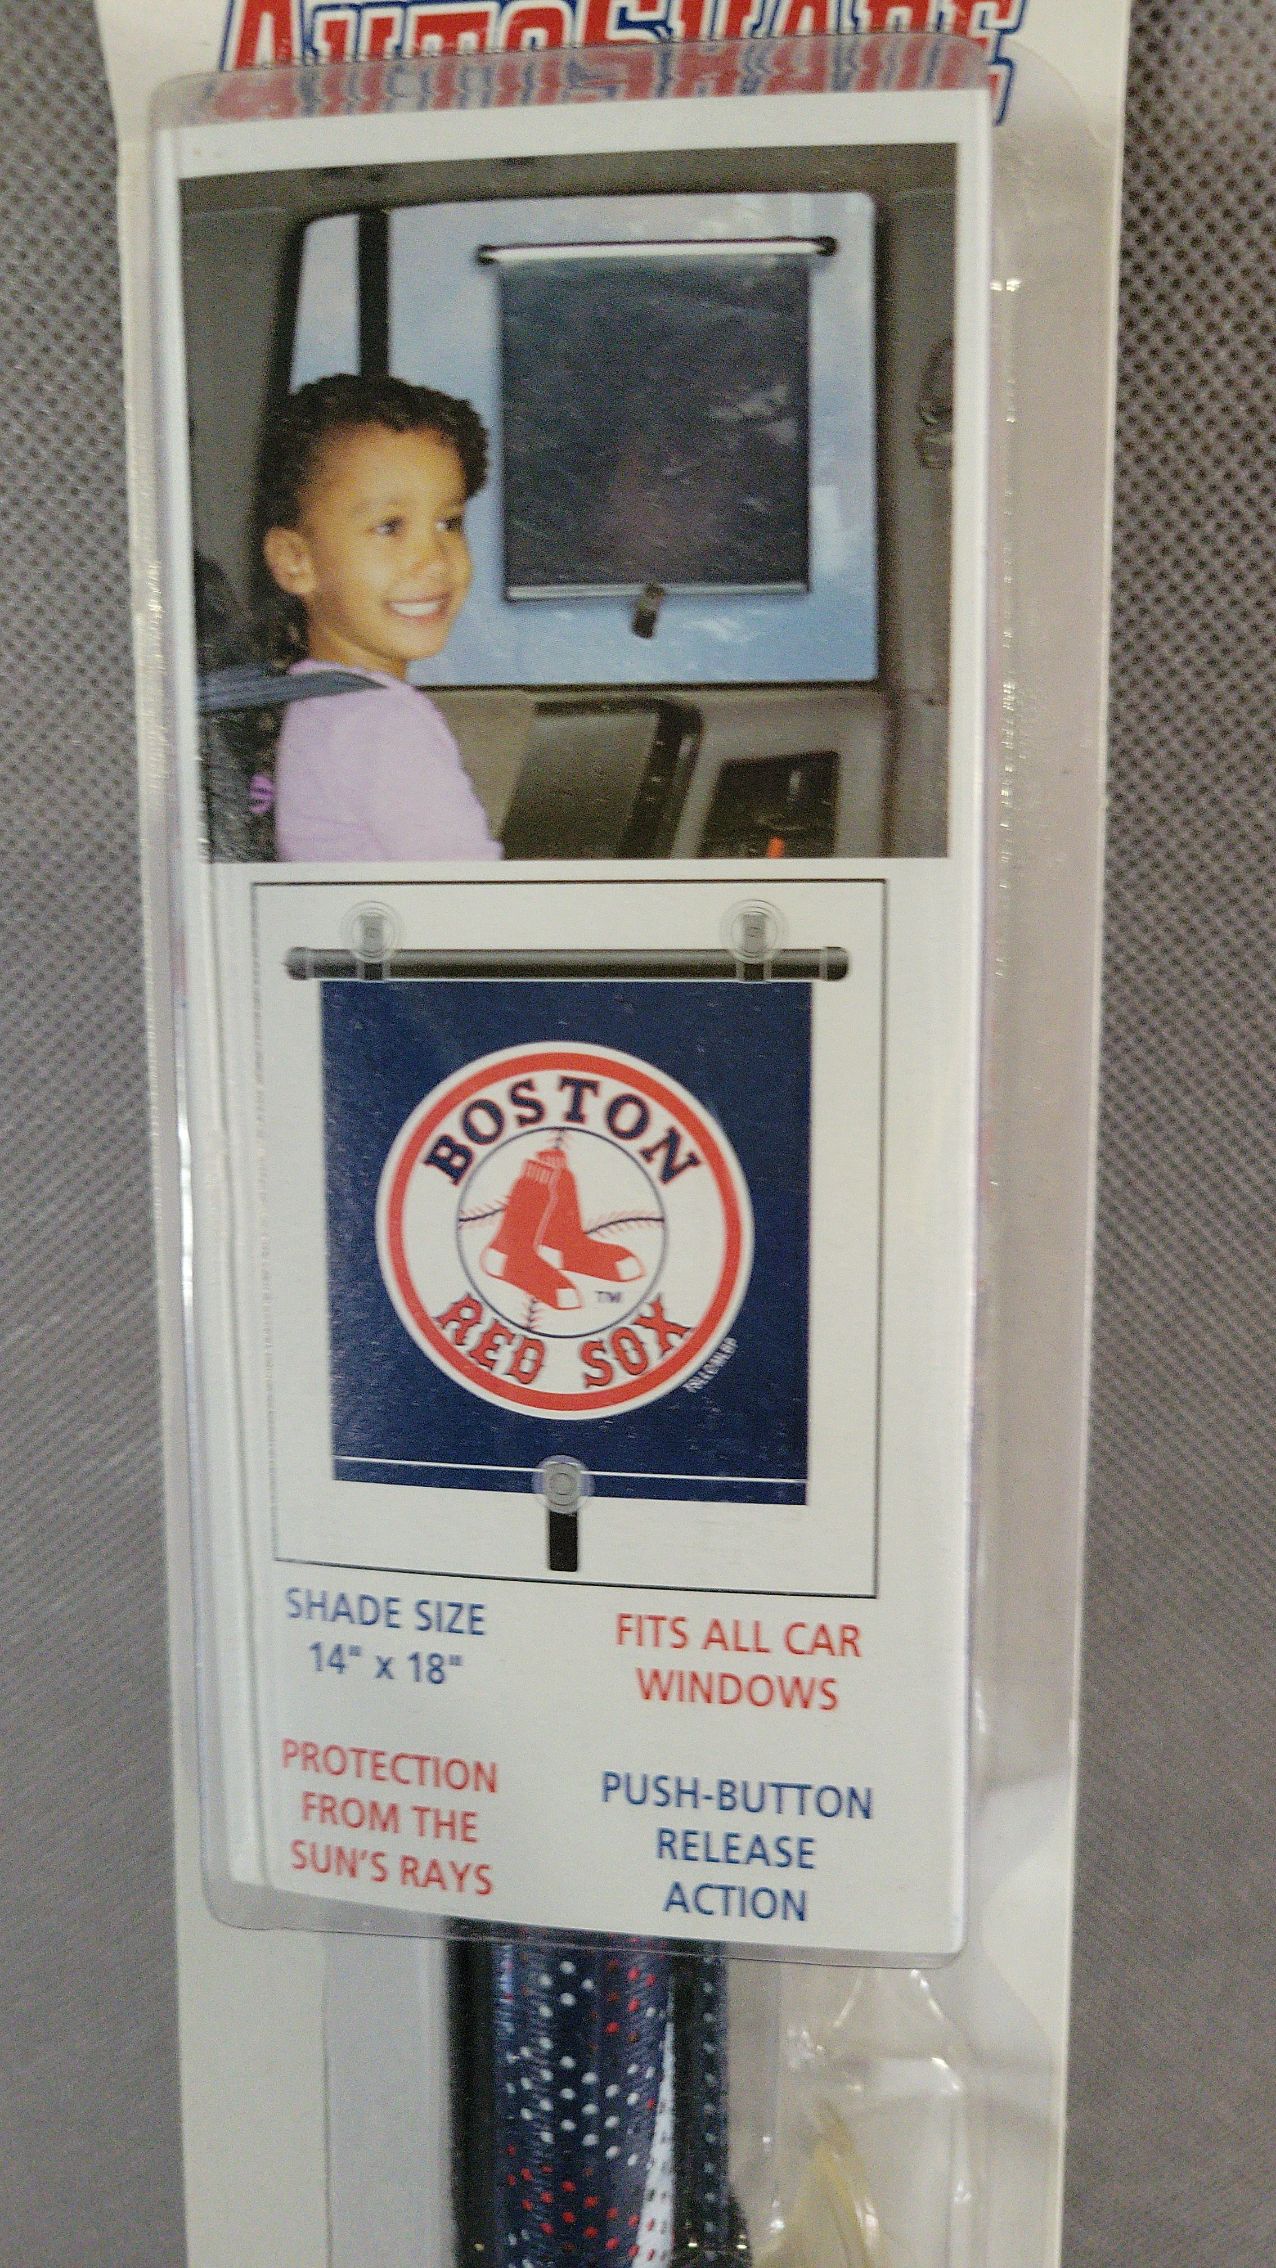 AUTOSHADE
BOSTON
RED SOX
TM
SHADE SIZE
14" x 18"
FITS ALL CAR
WINDOWS
PROTECTION
FROM THE
SUN'S RAYS
PUSH-BUTTON
RELEASE
ACTION